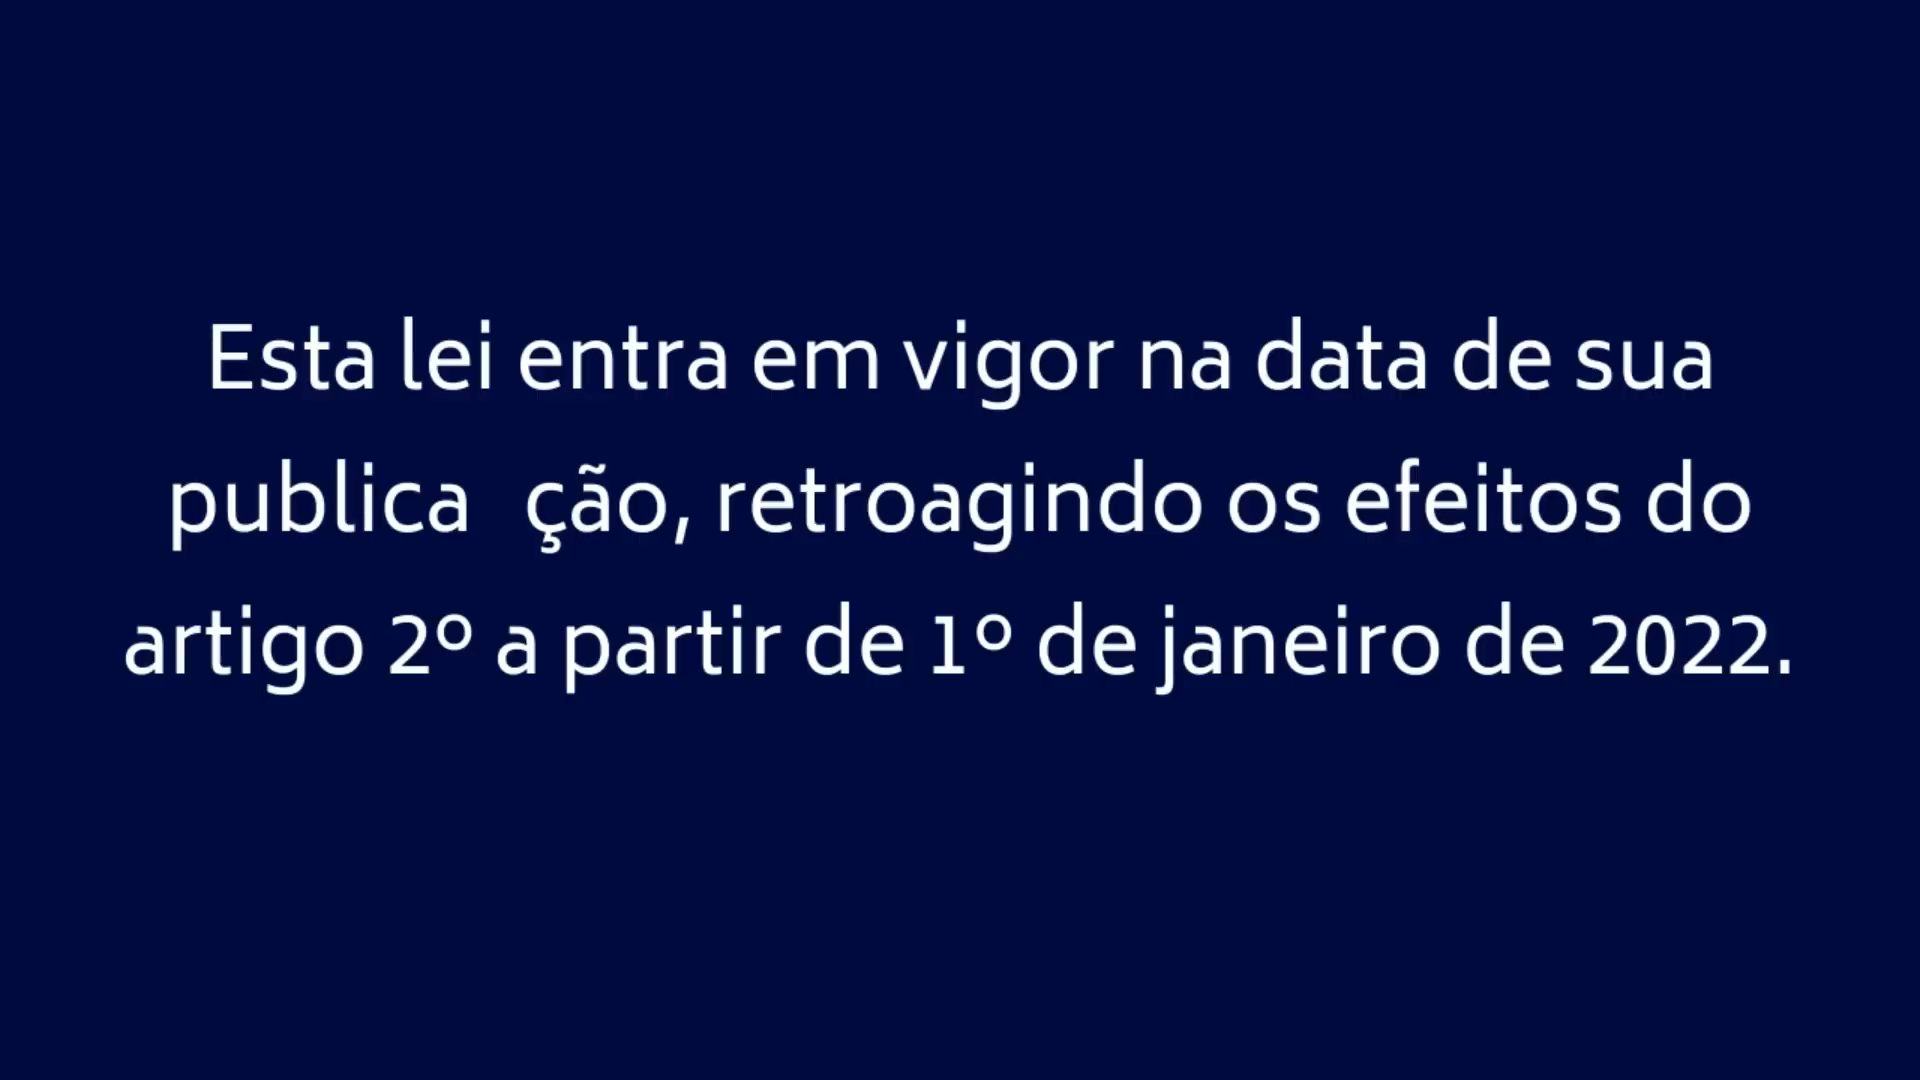 Esta lei entra em vigor na data de sua
publica ção, retroagindo os efeitos do
artigo 2º a partir de 1º de janeiro de 2022.